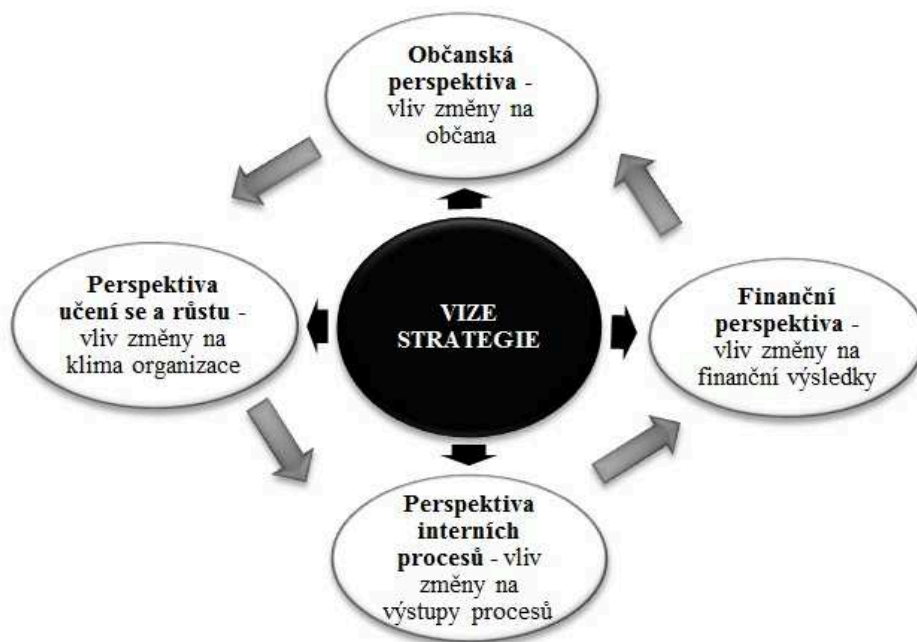 Občanská
perspektiva -
vliv změny na
občana
Perspektiva
učení se a růstu -
vliv změny na
klima organizace
VIZE
STRATEGIE
Finanční
perspektiva -
vliv změny na
finanční výsledky
Perspektiva
interních
procesů - vliv
změny na
výstupy procesů